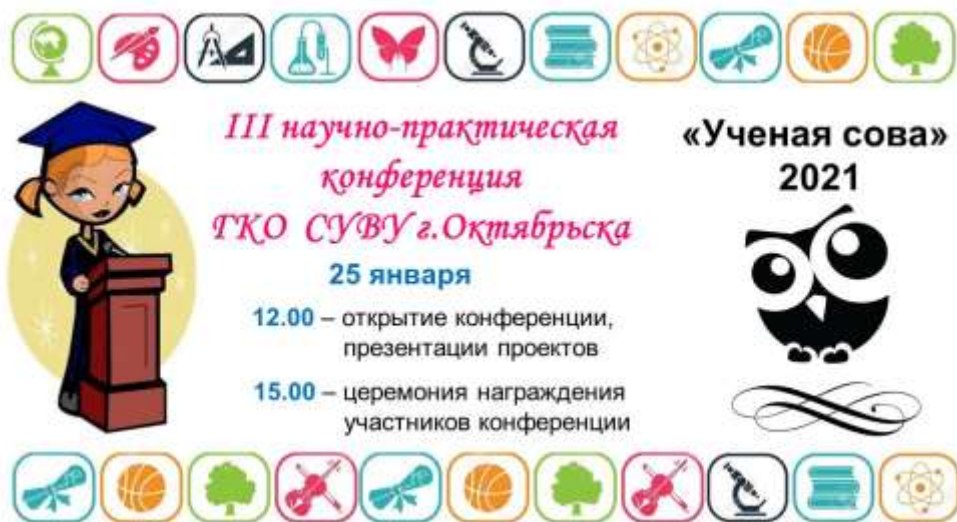 III научно-практическая
конференция
ГКО СУВУ г.Октябрьска
25 января
12.00 – открытие конференции,
презентации проектов
15.00 – церемония награждения
участников конференции
«Ученая сова»
2021